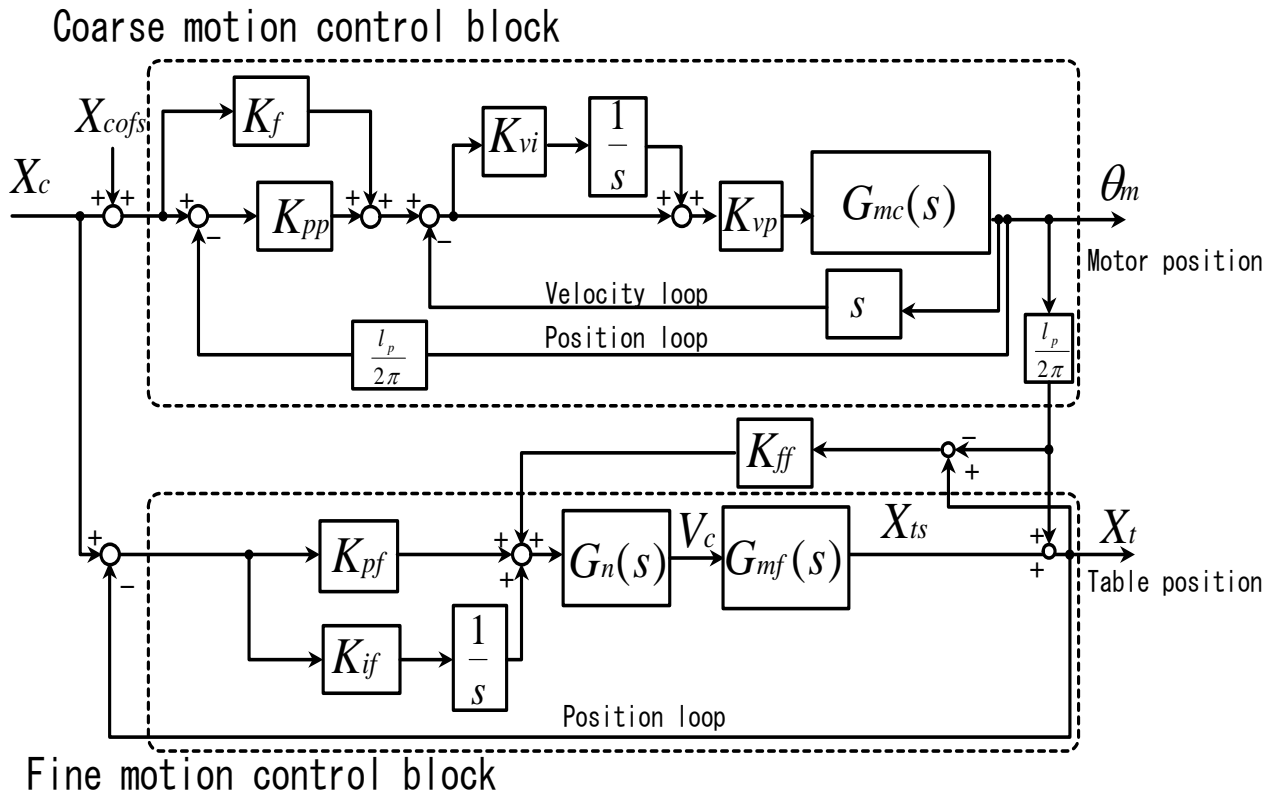 Coarse motion control block
X_cofs
K_f
K_vi
1/s
X_c
+ +
+
-
K_pp
+ +
+
-
+ +
K_vp
G_mc(s)
θ_m
Motor position
Velocity loop
s
Position loop
l_p/2π
l_p/2π
K_ff
-
+
+
-
K_pf
+ +
+
G_n(s)
V_c
G_mf(s)
X_ts
+
+
X_t
Table position
K_if
1/s
Position loop
Fine motion control block